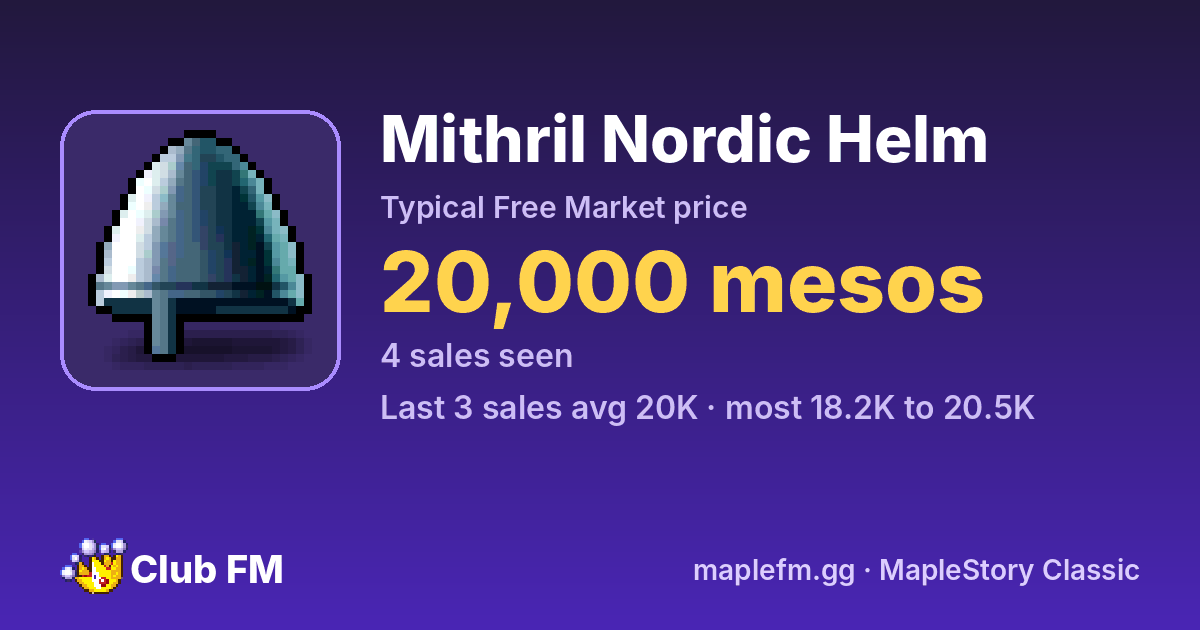 Mithril Nordic Helm
Typical Free Market price
20,000 mesos
4 sales seen
Last 3 sales avg 20K · most 18.2K to 20.5K
Club FM
maplefm.gg · MapleStory Classic